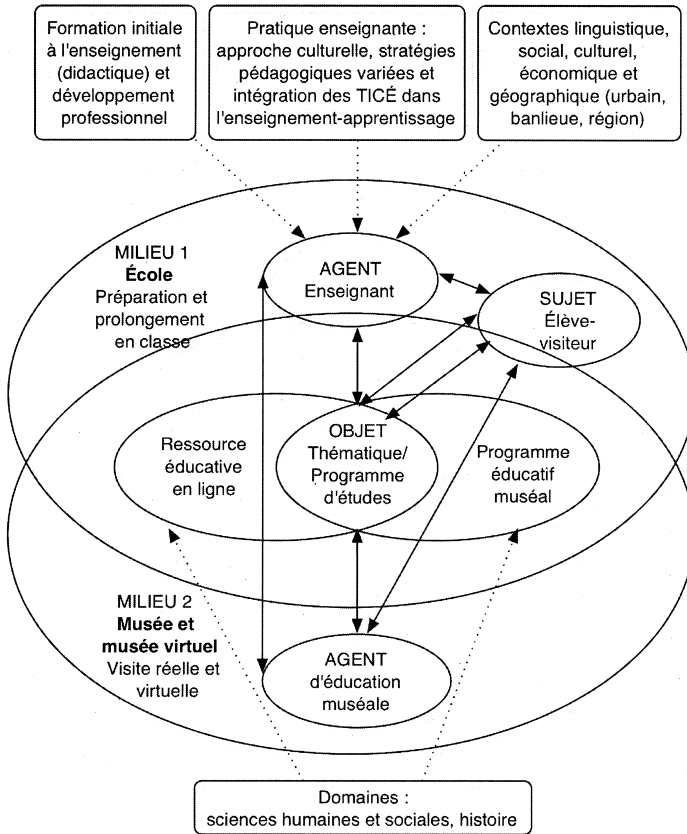 Formation initiale
à l'enseignement
(didactique) et
développement
professionnel
Pratique enseignante :
approche culturelle, stratégies
pédagogiques variées et
intégration des TICÉ dans
l'enseignement-apprentissage
Contextes linguistique,
social, culturel,
économique et
géographique (urbain,
banlieue, région)
MILIEU 1
École
Préparation et
prolongement
en classe
AGENT
Enseignant
SUJET
Élève-
visiteur
Ressource
éducative
en ligne
OBJET
Thématique/
Programme
d'études
Programme
éducatif
muséal
MILIEU 2
Musée et
musée virtuel
Visite réelle et
virtuelle
AGENT
d'éducation
muséale
Domaines :
sciences humaines et sociales, histoire